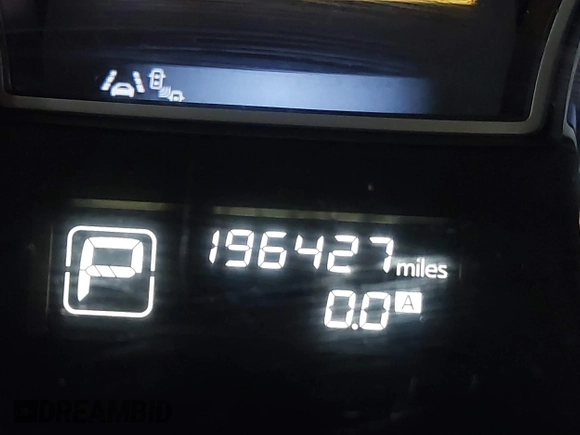 P
196427 miles
0.0 A
DREAMBID